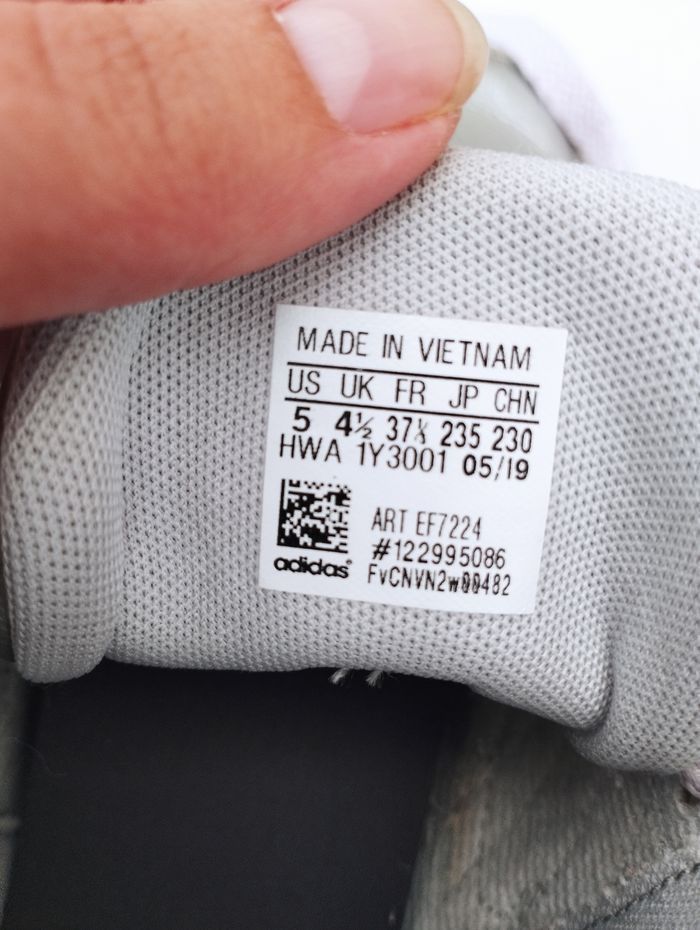 MADE IN VIETNAM
US UK FR JP CHN
5 4½ 37⅓ 235 230
HWA 1Y3001 05/19
ART EF7224
#122995086
FvCNVN2w00482
adidas